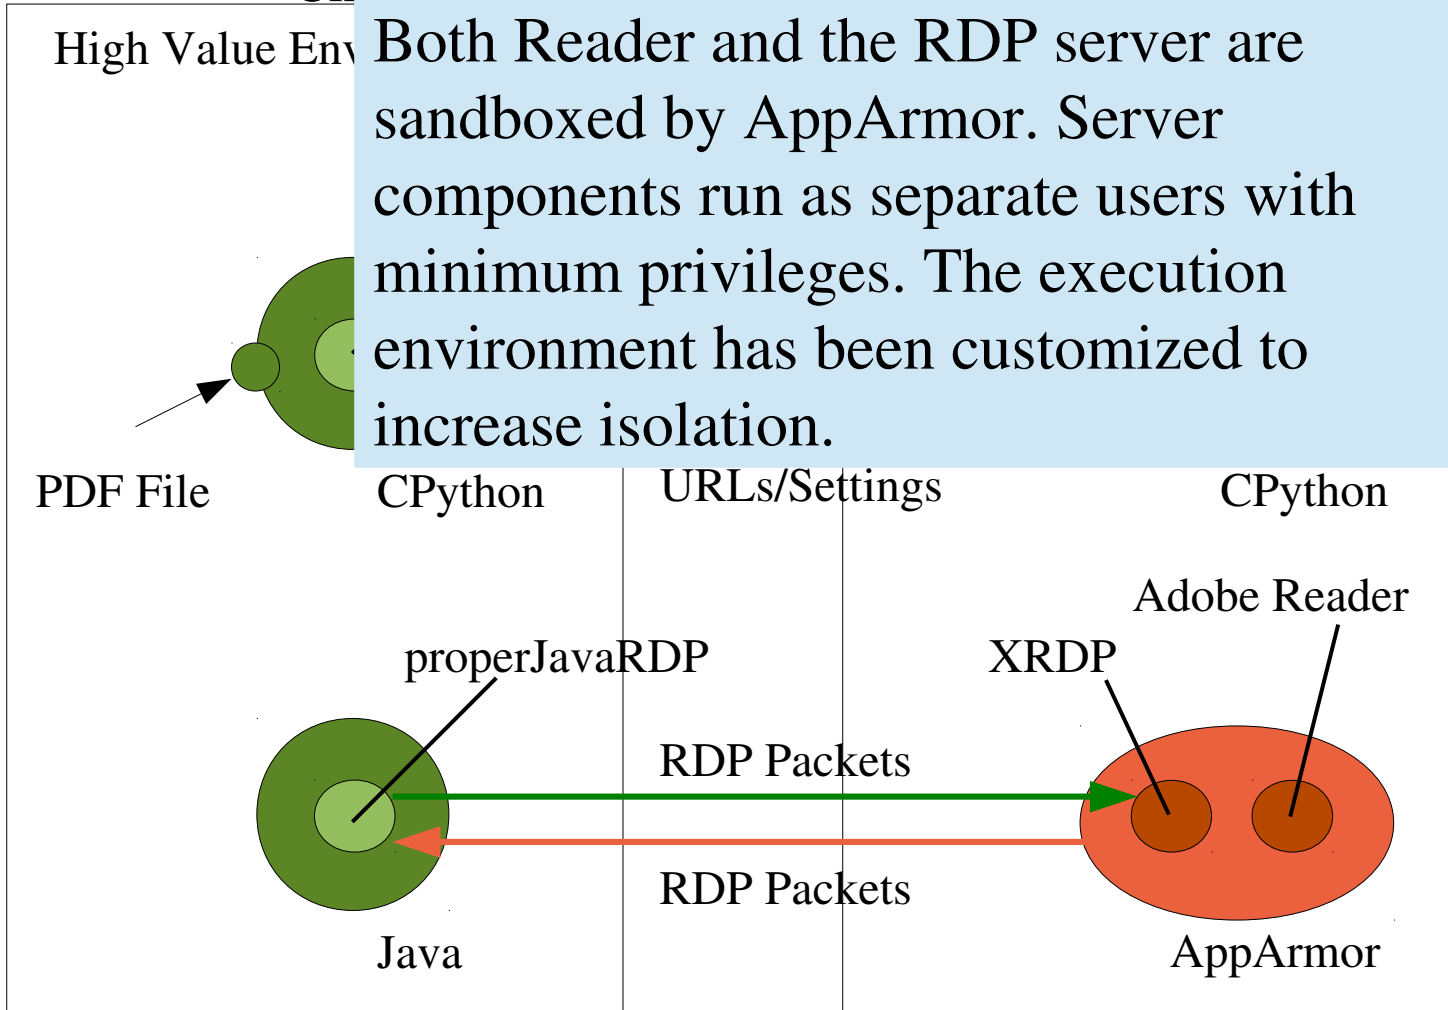 High Value
Both Reader and the RDP server are
sandboxed by AppArmor. Server
components run as separate users with
minimum privileges. The execution
environment has been customized to
increase isolation.
PDF File
CPython
URLs/Settings
CPython
Adobe Reader
properJavaRDP
XRDP
RDP Packets
RDP Packets
Java
AppArmor